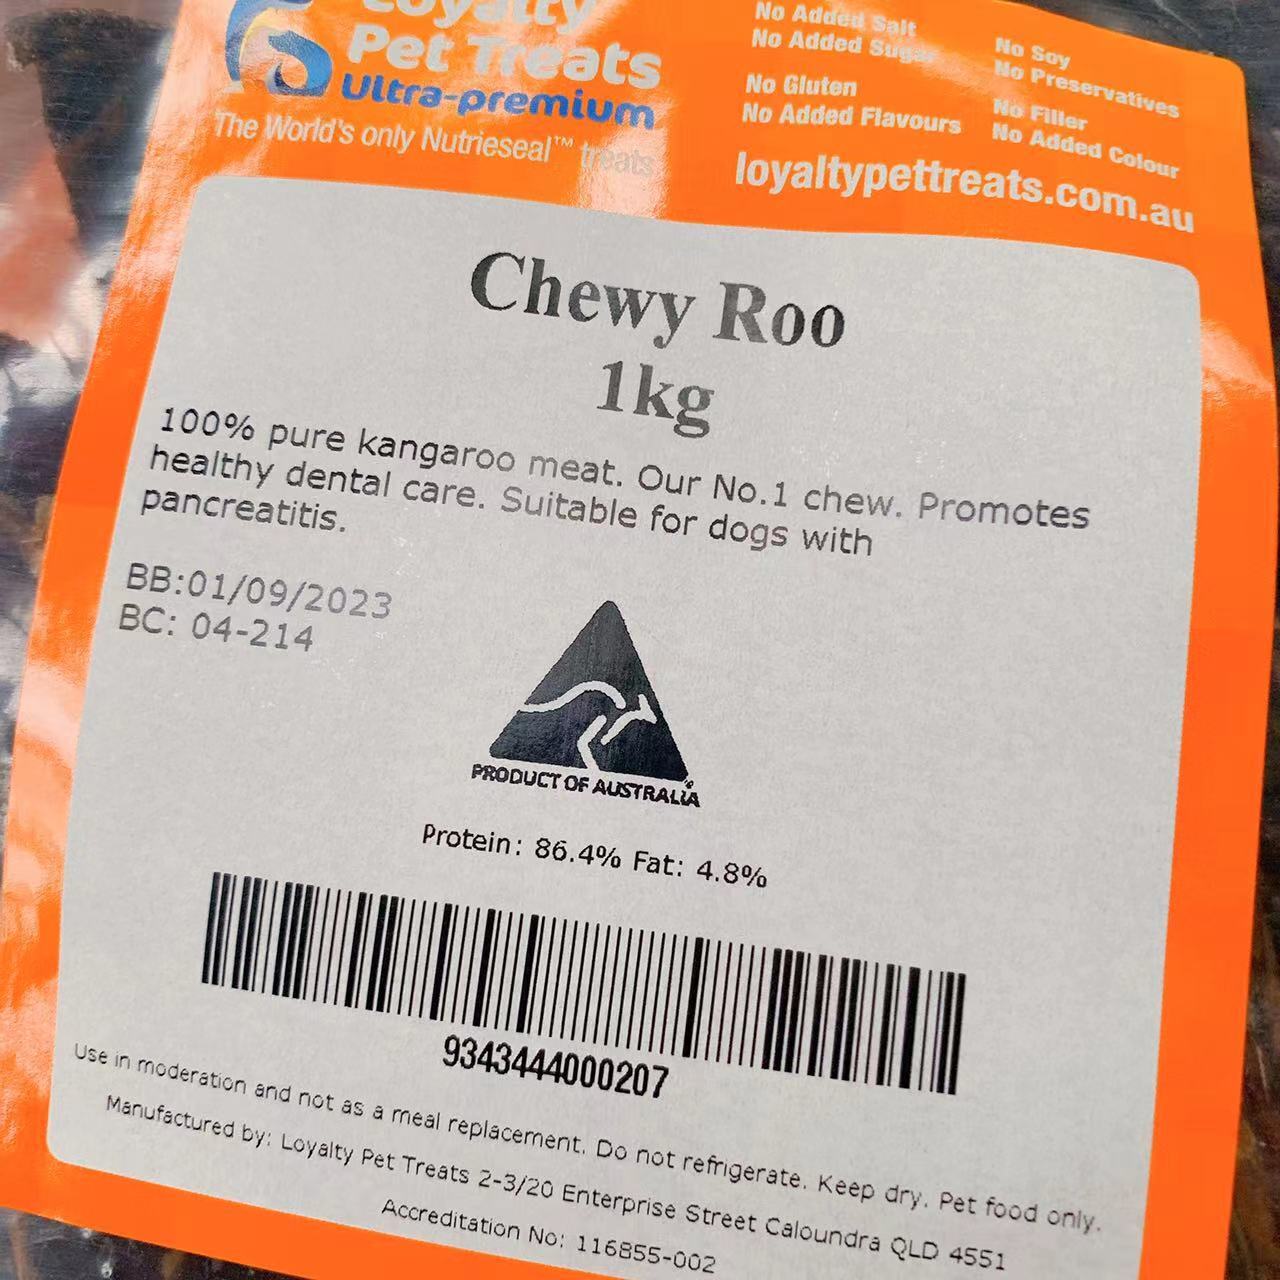 Loyalty
Pet Treats
Ultra-premium
The World's only Nutrieseal™ treats
No Added Salt
No Added Sugar
No Gluten
No Added Flavours
No Soy
No Preservatives
No Filler
No Added Colour
loyaltypettreats.com.au
Chewy Roo
1kg
100% pure kangaroo meat. Our No.1 chew. Promotes
healthy dental care. Suitable for dogs with
pancreatitis.
BB:01/09/2023
BC: 04-214
PRODUCT OF AUSTRALIA
Protein: 86.4% Fat: 4.8%
9343444000207
Use in moderation and not as a meal replacement. Do not refrigerate. Keep dry. Pet food only.
Manufactured by: Loyalty Pet Treats 2-3/20 Enterprise Street Caloundra QLD 4551
Accreditation No: 116855-002